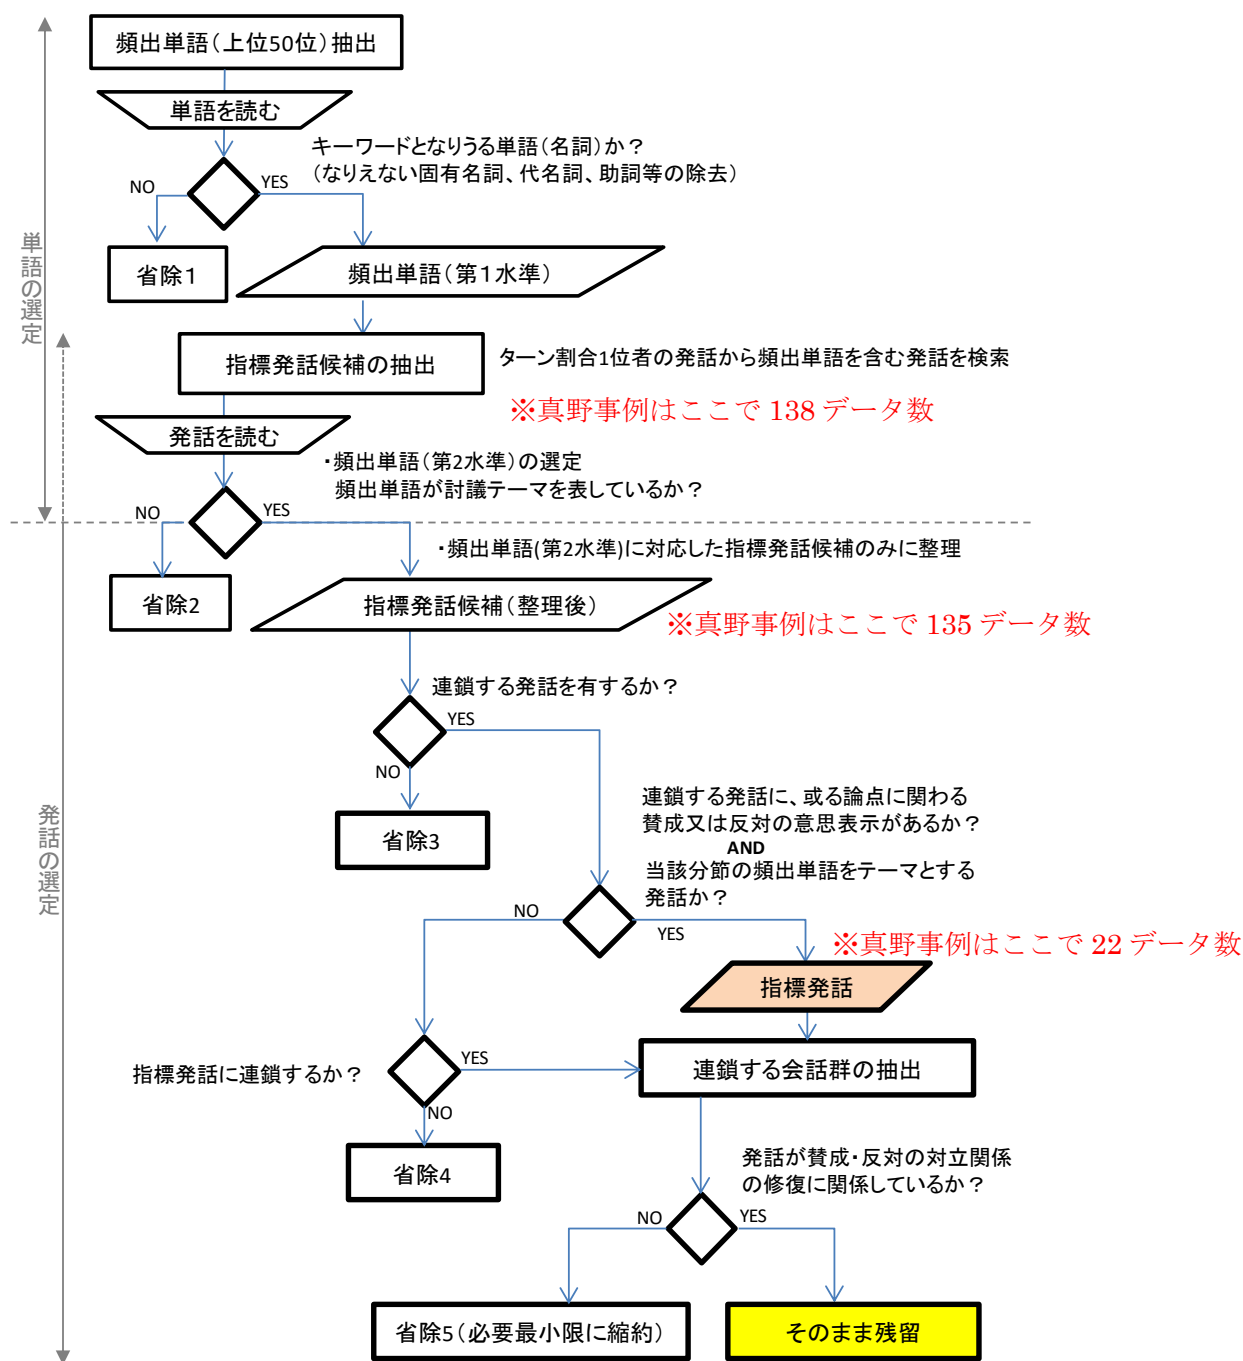 頻出単語（上位50位）抽出
単語を読む
キーワードとなりうる単語（名詞）か？
（なりえない固有名詞、代名詞、助詞等の除去）
NO
YES
単語の選定
省除１
頻出単語（第１水準）
指標発話候補の抽出
ターン割合1位者の発話から頻出単語を含む発話を検索
※真野事例はここで 138 データ数
発話を読む
・頻出単語（第2水準）の選定
頻出単語が討議テーマを表しているか？
NO
YES
・頻出単語(第2水準)に対応した指標発話候補のみに整理
省除2
指標発話候補（整理後）
※真野事例はここで 135 データ数
連鎖する発話を有するか？
YES
NO
発話の選定
省除3
連鎖する発話に、或る論点に関わる
賛成又は反対の意思表示があるか？
AND
当該分節の頻出単語をテーマとする
発話か？
NO
YES
※真野事例はここで 22 データ数
指標発話
指標発話に連鎖するか？
YES
連鎖する会話群の抽出
NO
省除4
発話が賛成・反対の対立関係
の修復に関係しているか？
NO
YES
省除5（必要最小限に縮約）
そのまま残留